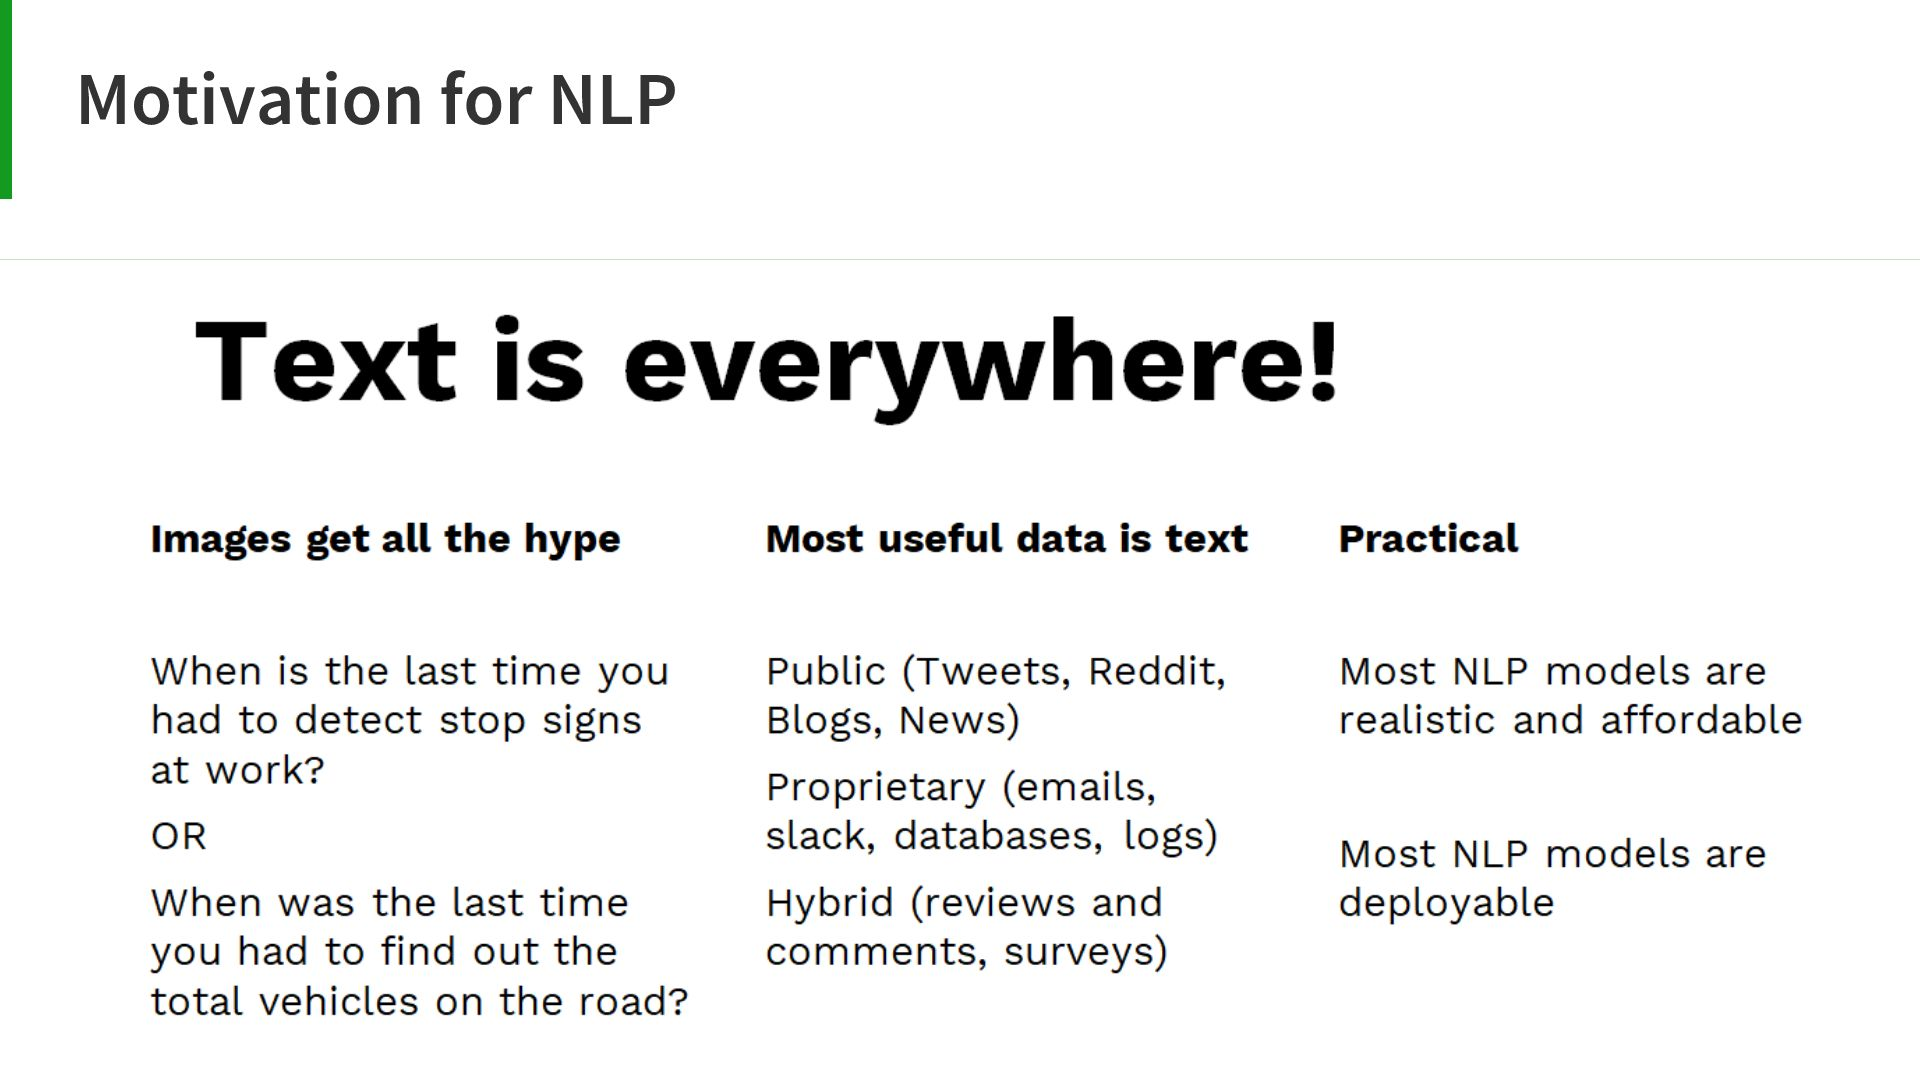 Motivation for NLP
Text is everywhere!
Images get all the hype
When is the last time you
had to detect stop signs
at work?
OR
When was the last time
you had to find out the
total vehicles on the road?
Most useful data is text
Public (Tweets, Reddit,
Blogs, News)
Proprietary (emails,
slack, databases, logs)
Hybrid (reviews and
comments, surveys)
Practical
Most NLP models are
realistic and affordable
Most NLP models are
deployable